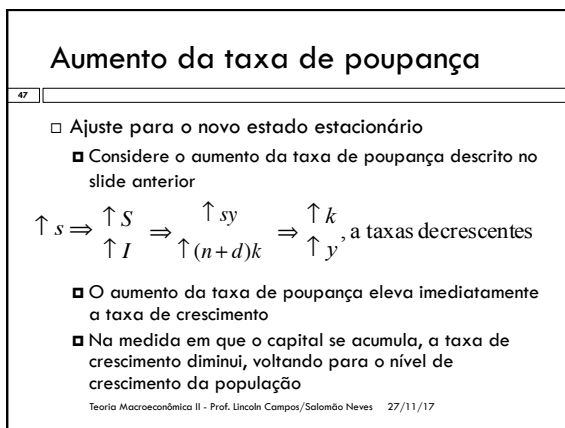 Aumento da taxa de poupança
47
Ajuste para o novo estado estacionário
Considere o aumento da taxa de poupança descrito no
slide anterior
↑ s ⇒ ↑ S ↑ I ⇒ ↑ sy ↑ (n + d)k ⇒ ↑ k ↑ y , a taxas decrescentes
O aumento da taxa de poupança eleva imediatamente
a taxa de crescimento
Na medida em que o capital se acumula, a taxa de
crescimento diminui, voltando para o nível de
crescimento da população
Teoria Macroeconômica II - Prof. Lincoln Campos/Salomão Neves 27/11/17